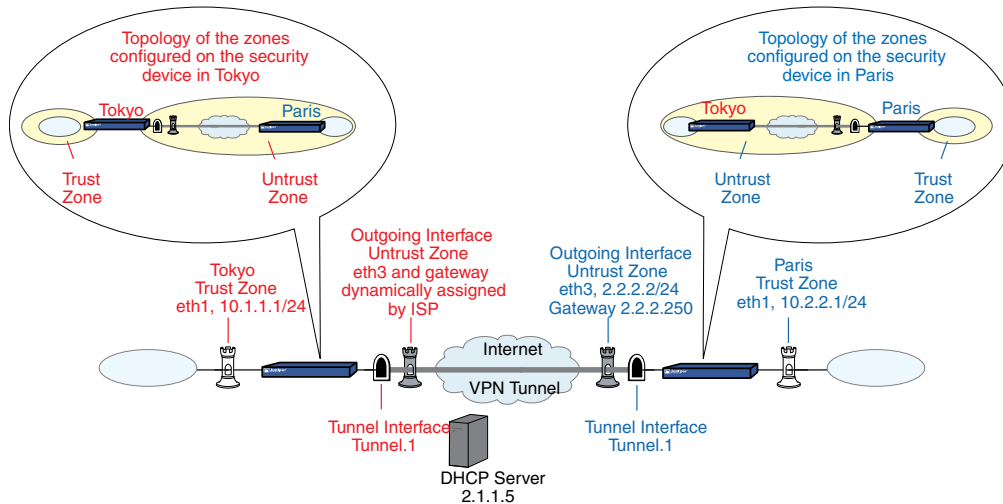 Topology of the zones
configured on the security
device in Tokyo
Tokyo
Paris
Trust
Zone
Untrust
Zone
Topology of the zones
configured on the security
device in Paris
Tokyo
Paris
Untrust
Zone
Trust
Zone
Tokyo
Trust Zone
eth1, 10.1.1.1/24
Outgoing Interface
Untrust Zone
eth3 and gateway
dynamically assigned
by ISP
Outgoing Interface
Untrust Zone
eth3, 2.2.2.2/24
Gateway 2.2.2.250
Paris
Trust Zone
eth1, 10.2.2.1/24
Internet
VPN Tunnel
Juniper
Juniper
Tunnel Interface
Tunnel.1
Tunnel Interface
Tunnel.1
DHCP Server
2.1.1.5